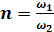 n = ω₁/ω₂